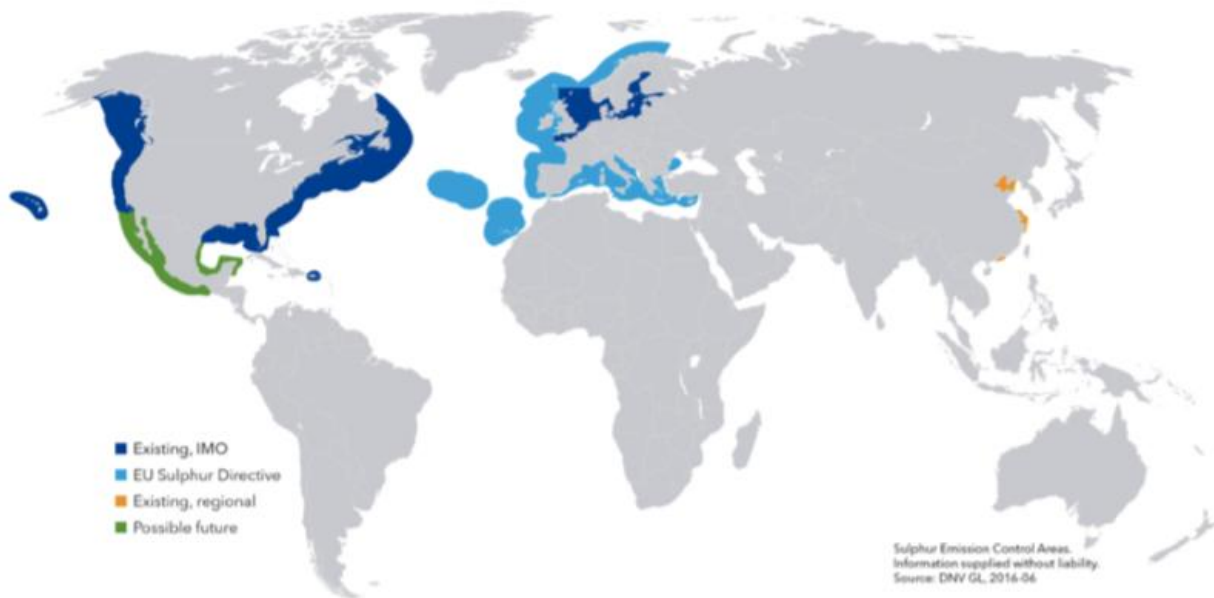 Existing, IMO
EU Sulphur Directive
Existing, regional
Possible future
Sulphur Emission Control Areas.
Information supplied without liability.
Source: DNV GL, 2016-06